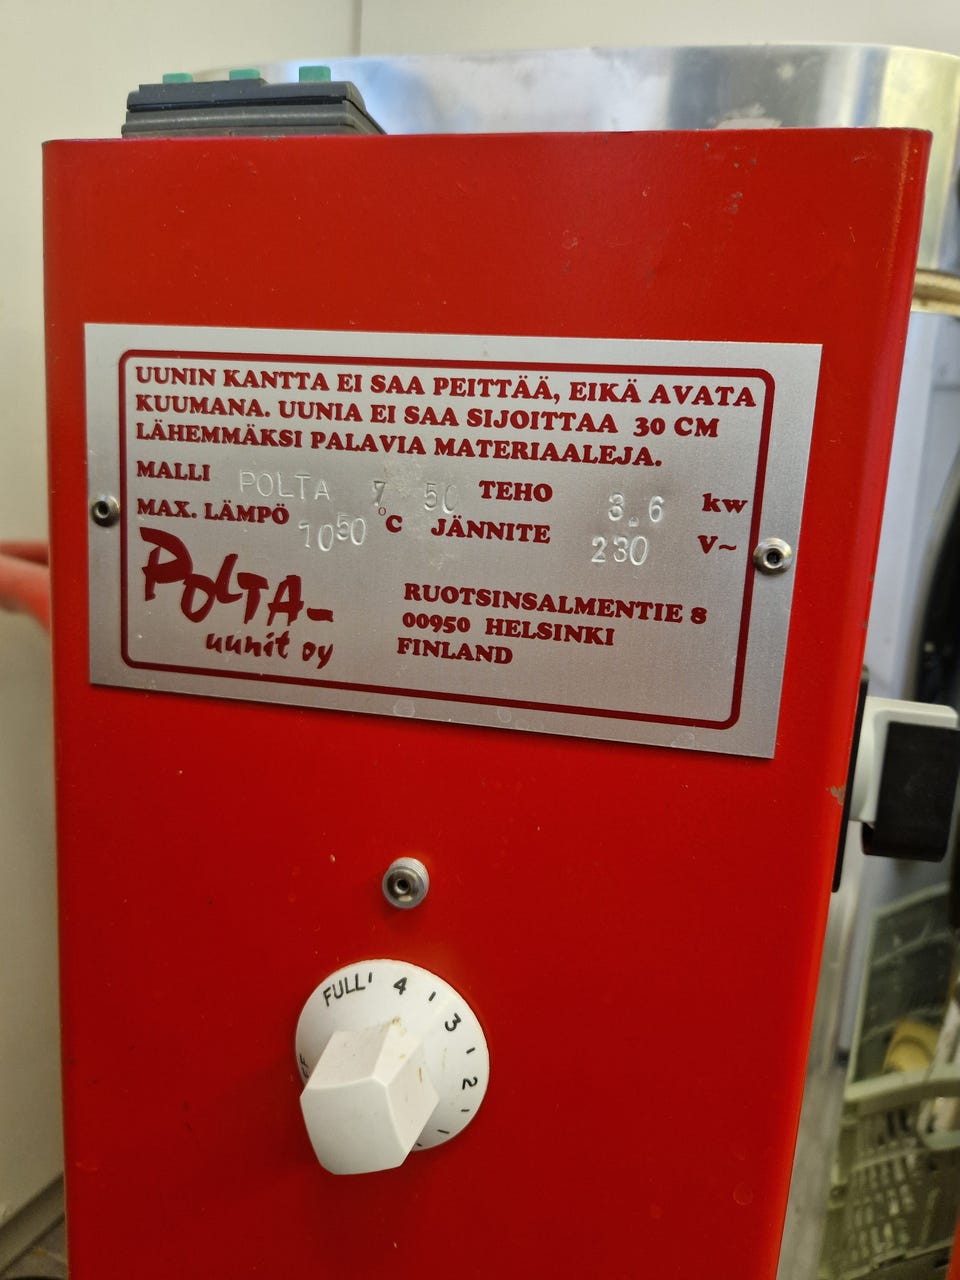 UUNIN KANTTA EI SAA PEITTÄÄ, EIKÄ AVATA
KUUMANA. UUNIA EI SAA SIJOITTAA 30 CM
LÄHEMMÄKSI PALAVIA MATERIAALEJA.
MALLI POLTA 7 50 TEHO 3.6 kw
MAX. LÄMPÖ 1050 °C JÄNNITE 230 V~
POLTA-
uunit oy
RUOTSINSALMENTIE 8
00950 HELSINKI
FINLAND
FULL 4 3 2